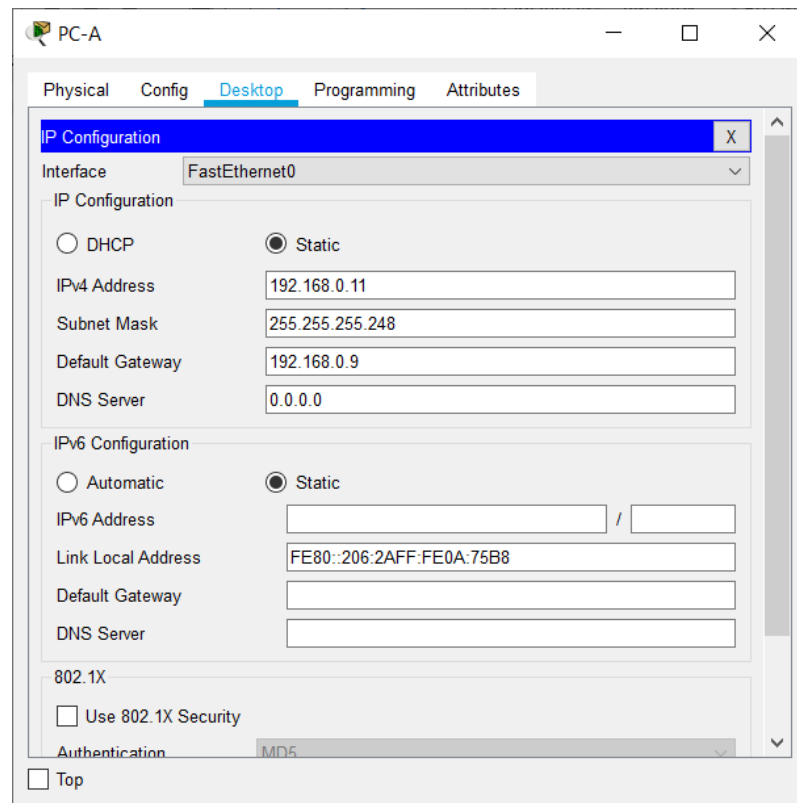 PC-A
Physical Config Desktop Programming Attributes
IP Configuration X
Interface FastEthernet0
IP Configuration
DHCP Static
IPv4 Address 192.168.0.11
Subnet Mask 255.255.255.248
Default Gateway 192.168.0.9
DNS Server 0.0.0.0
IPv6 Configuration
Automatic Static
IPv6 Address /
Link Local Address FE80::206:2AFF:FE0A:75B8
Default Gateway
DNS Server
802.1X
Use 802.1X Security
Authentication MD5
Top